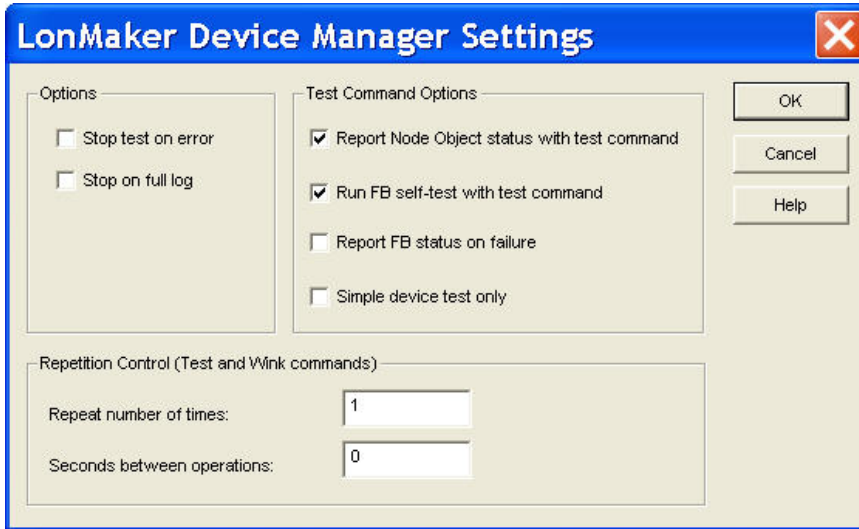 LonMaker Device Manager Settings
Options
Stop test on error
Stop on full log
Test Command Options
Report Node Object status with test command
Run FB self-test with test command
Report FB status on failure
Simple device test only
OK
Cancel
Help
Repetition Control (Test and Wink commands)
Repeat number of times: 1
Seconds between operations: 0